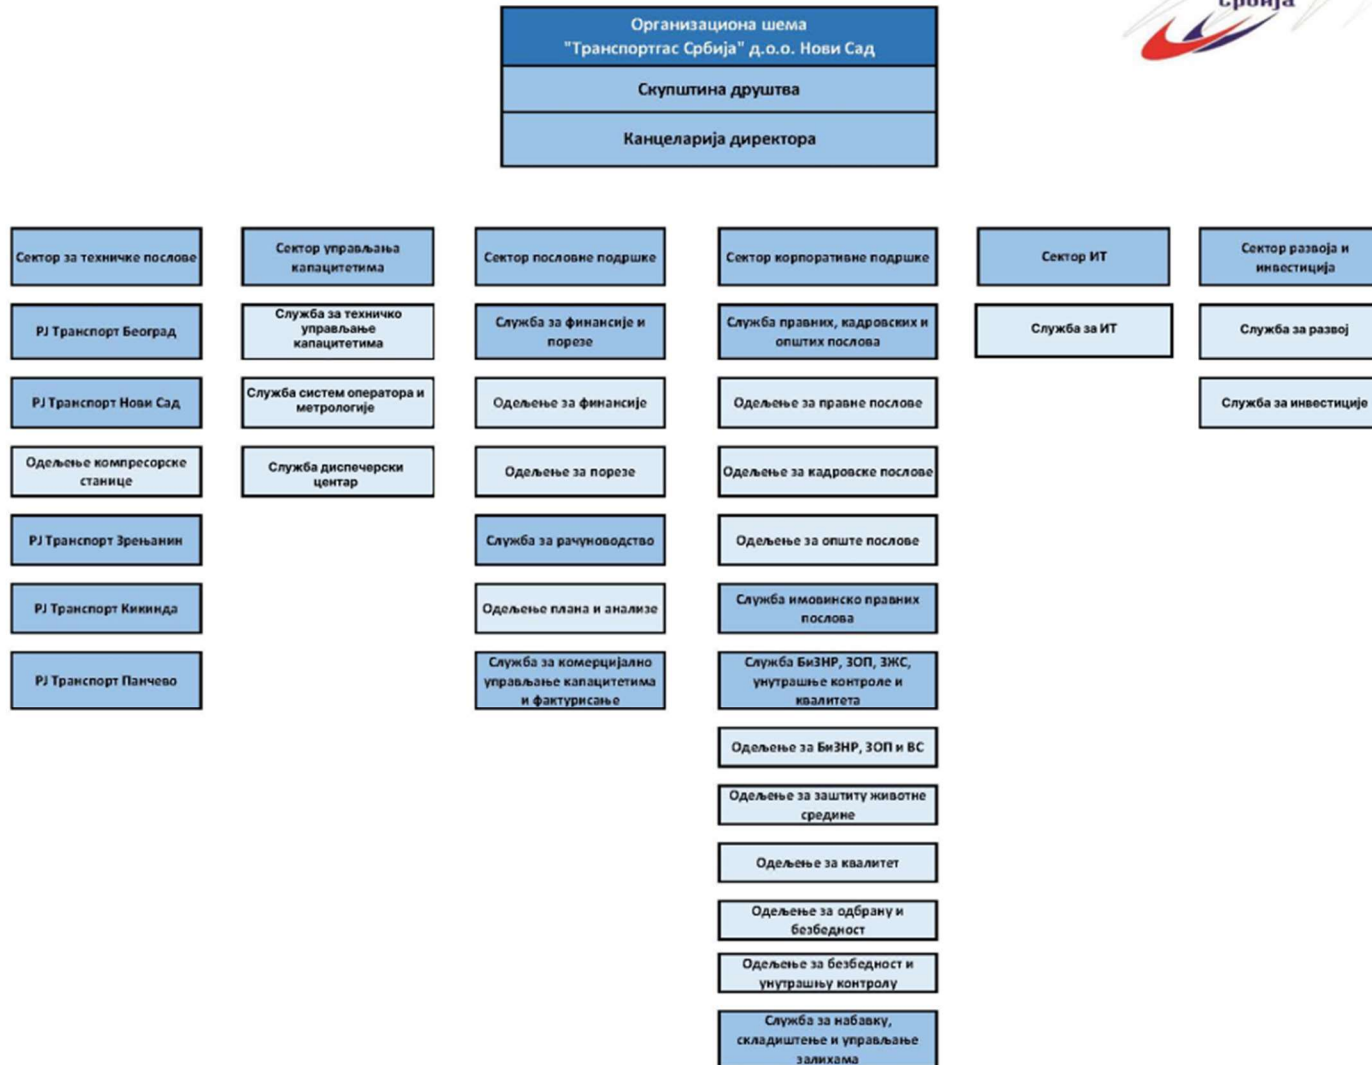 Србија
Организациона шема
"Транспортгас Србија" д.о.о. Нови Сад
Скупштина друштва
Канцеларија директора
Сектор за техничке послове
РЈ Транспорт Београд
РЈ Транспорт Нови Сад
Одељење компресорске
станице
РЈ Транспорт Зрењанин
РЈ Транспорт Кикинда
РЈ Транспорт Панчево
Сектор управљања
капацитетима
Служба за техничко
управљање
капацитетима
Служба систем оператора и
метрологије
Служба диспечерски
центар
Сектор пословне подршке
Служба за финансије и
порезе
Одељење за финансије
Одељење за порезе
Служба за рачуноводство
Одељење плана и анализе
Служба за комерцијално
управљање капацитетима
и фактурисање
Сектор корпоративне подршке
Служба правних, кадровских и
општих послова
Одељење за правне послове
Одељење за кадровске послове
Одељење за опште послове
Служба имовинско правних
послова
Служба БиЗНР, ЗОП, ЗЖС,
унутрашње контроле и
квалитета
Одељење за БиЗНР, ЗОП и ВС
Одељење за заштиту животне
средине
Одељење за квалитет
Одељење за одбрану и
безбедност
Одељење за безбедност и
унутрашњу контролу
Служба за набавку,
складиштење и управљање
залихама
Сектор ИТ
Служба за ИТ
Сектор развоја и
инвестиција
Служба за развој
Служба за инвестиције